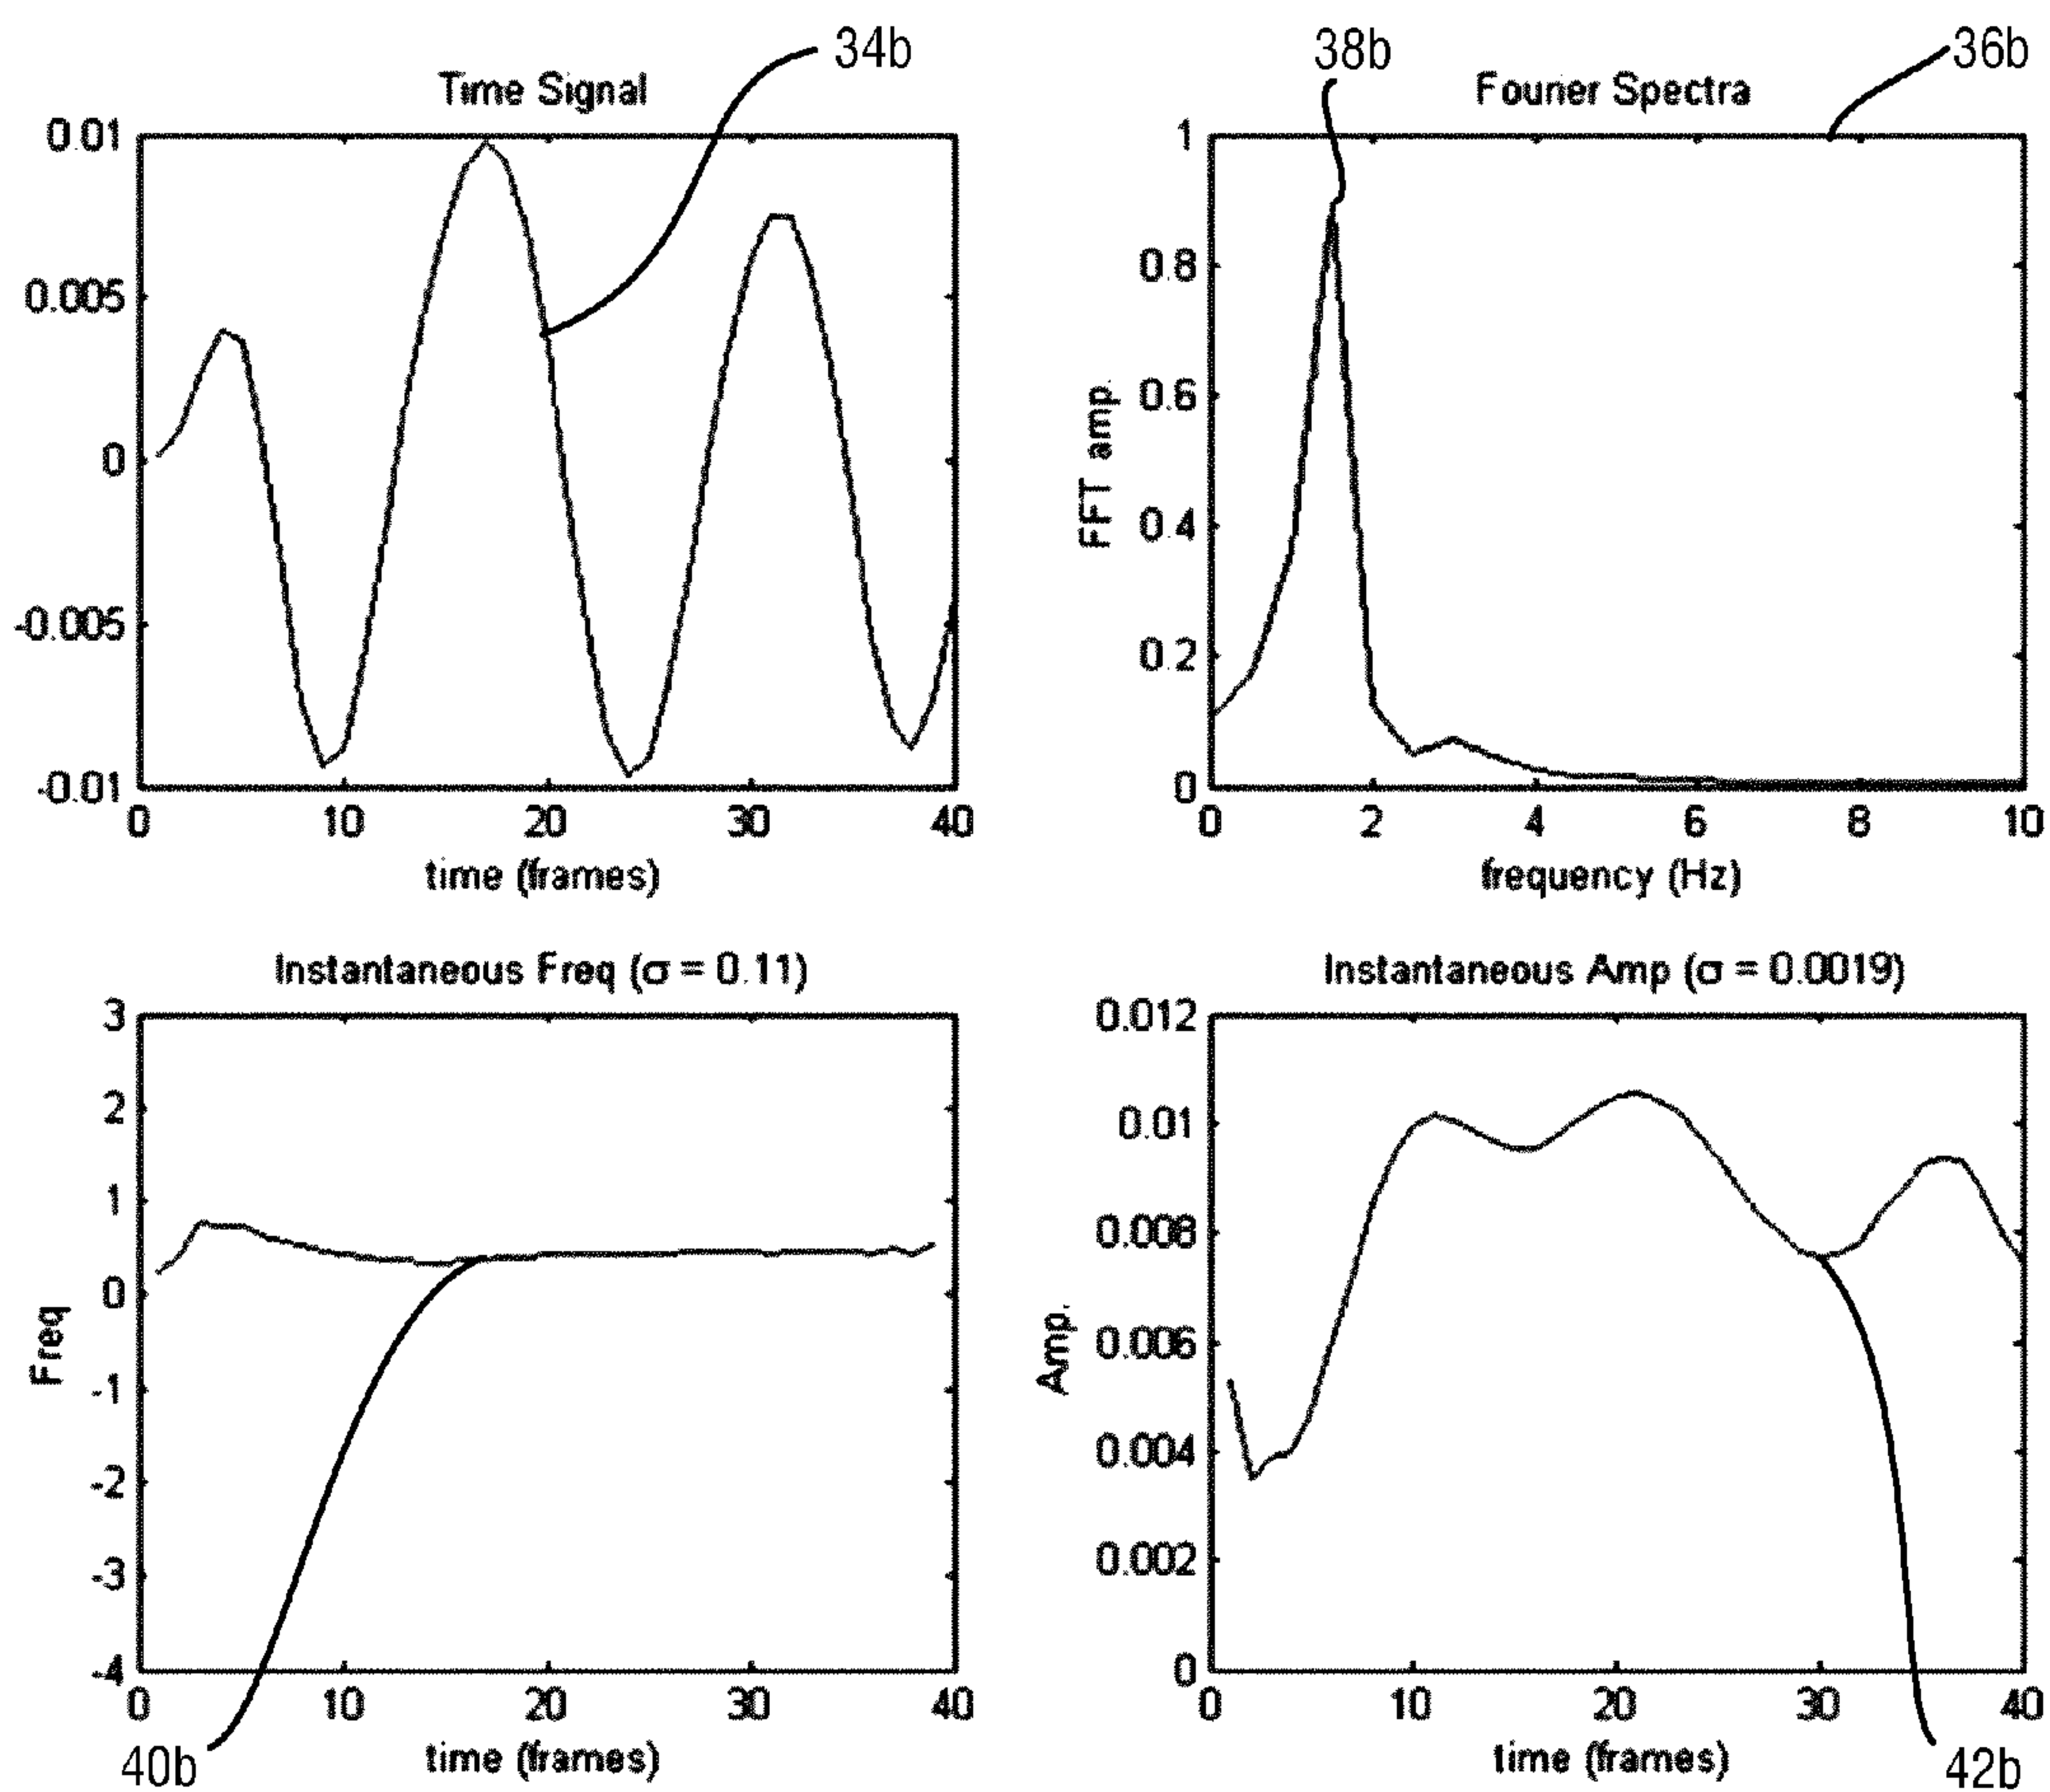 34b
38b
36b
Time Signal
Fourier Spectra
0.01
0.005
0
-0.005
-0.01
0 10 20 30 40
time (frames)
1
0.8
0.6
0.4
0.2
0
FFT amp.
0 2 4 6 8 10
frequency (Hz)
Instantaneous Freq (σ = 0.11)
3
2
1
0
-1
-2
-3
-4
Freq
0 10 20 30 40
time (frames)
40b
Instantaneous Amp (σ = 0.0019)
0.012
0.01
0.008
0.006
0.004
0.002
0
Amp.
0 10 20 30 40
time (frames)
42b